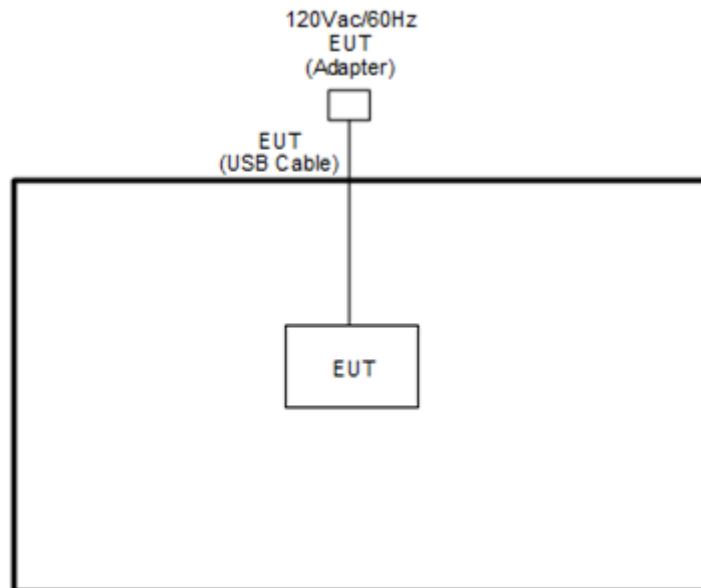 120Vac/60Hz
EUT
(Adapter)
EUT
(USB Cable)
EUT